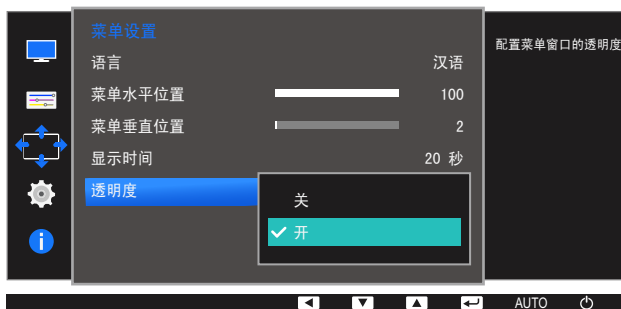 菜单设置
语言 汉语
菜单水平位置 100
菜单垂直位置 2
显示时间 20 秒
透明度
关
开
配置菜单窗口的透明度
AUTO